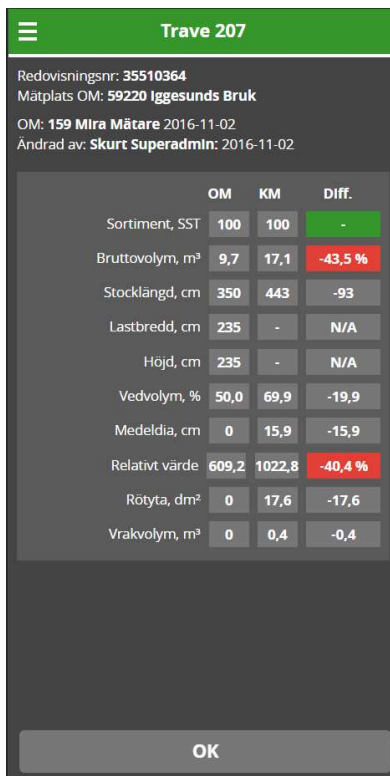 Trave 207
Redovisningsnr: 35510364
Mätplats OM: 59220 Iggesunds Bruk
OM: 159 Mira Mätare 2016-11-02
Ändrad av: Skurt Superadmin: 2016-11-02
OM KM Diff.
Sortiment, SST 100 100 -
Bruttovolym, m³ 9,7 17,1 -43,5 %
Stocklängd, cm 350 443 -93
Lastbredd, cm 235 - N/A
Höjd, cm 235 - N/A
Vedvolym, % 50,0 69,9 -19,9
Medeldia, cm 0 15,9 -15,9
Relativt värde 609,2 1022,8 -40,4 %
Rötyta, dm² 0 17,6 -17,6
Vrakvolym, m³ 0 0,4 -0,4
OK